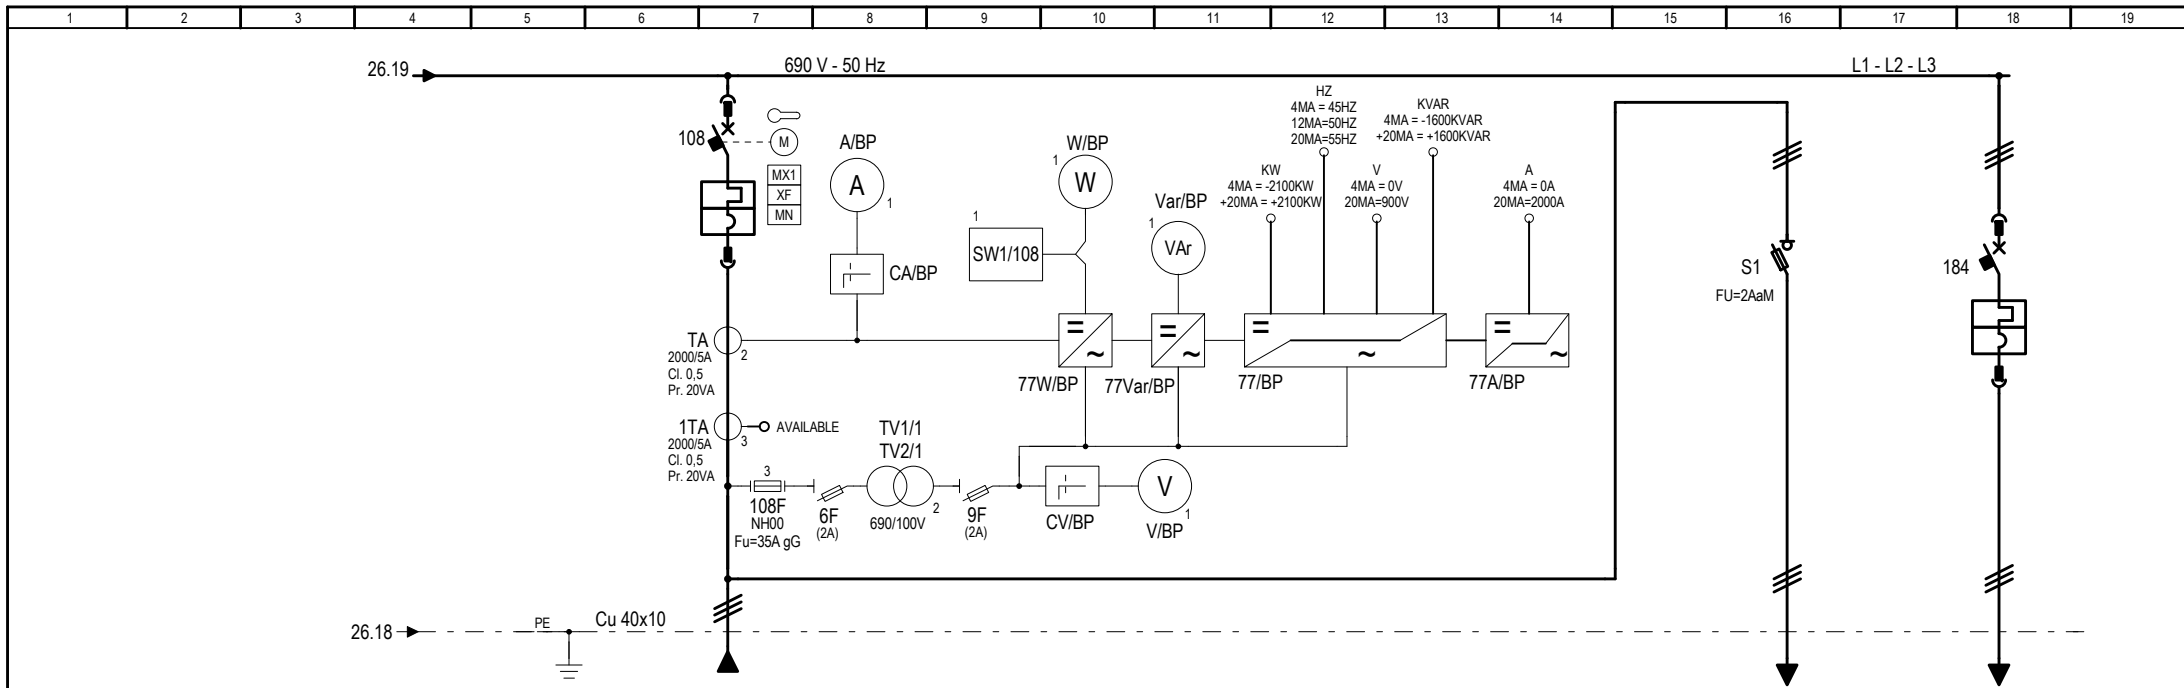 1 2 3 4 5 6 7 8 9 10 11 12 13 14 15 16 17 18 19
26.19
690 V - 50 Hz
L1 - L2 - L3
108
M
MX1
XF
MN
A/BP
A
1
CA/BP
W/BP
1
W
1
SW1/108
Var/BP
1
VAr
HZ
4MA = 45HZ
12MA=50HZ
20MA=55HZ
KVAR
4MA = -1600KVAR
+20MA = +1600KVAR
KW
4MA = -2100KW
+20MA = +2100KW
V
4MA = 0V
20MA=900V
A
4MA = 0A
20MA=2000A
S1
FU=2AaM
184
TA
2000/5A
Cl. 0,5
Pr. 20VA
2
=
~
77W/BP
=
~
77Var/BP
=
~
77/BP
=
~
77A/BP
1TA
2000/5A
Cl. 0,5
Pr. 20VA
3
AVAILABLE
3
108F
NH00
Fu=35A gG
6F
(2A)
TV1/1
TV2/1
690/100V
2
9F
(2A)
CV/BP
V
1
V/BP
26.18
PE
Cu 40x10